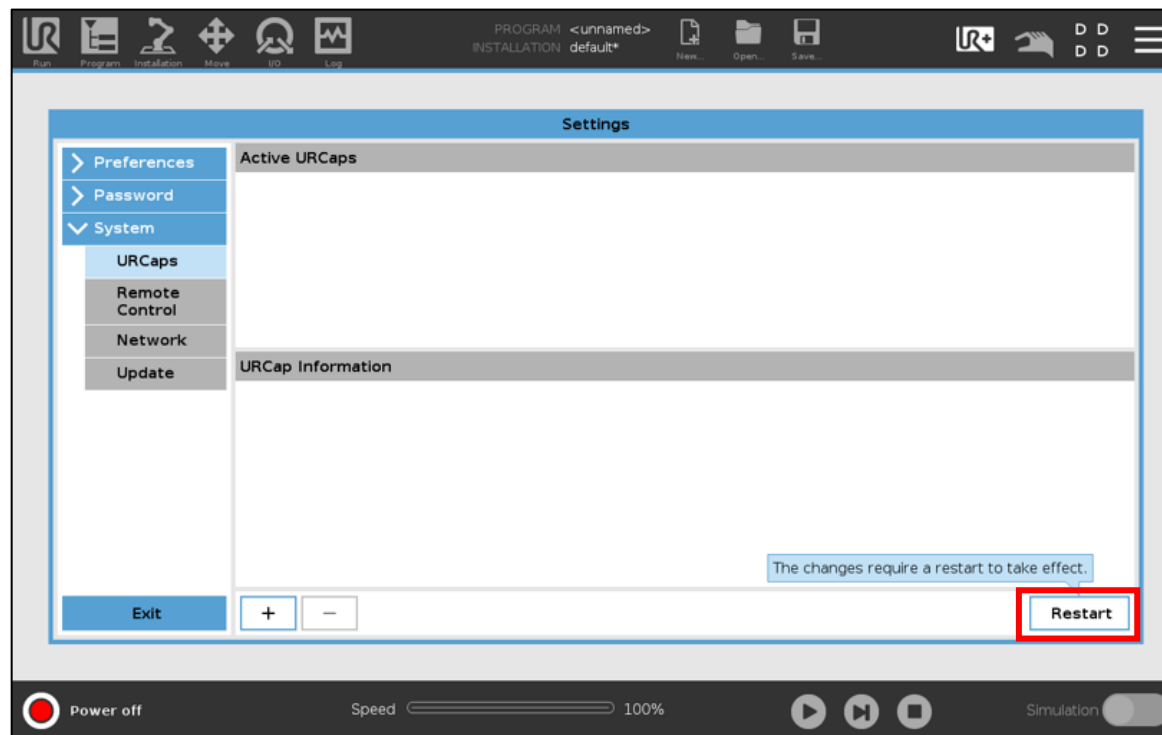 PROGRAM <unnamed>
INSTALLATION default*
UR
UR+
D D
D D
Run Program Installation Move I/O Log New... Open... Save...
Settings
Preferences
Password
System
URCaps
Remote
Control
Network
Update
Exit
Active URCaps
URCap Information
The changes require a restart to take effect.
+ −
Restart
Power off
Speed 100%
Simulation